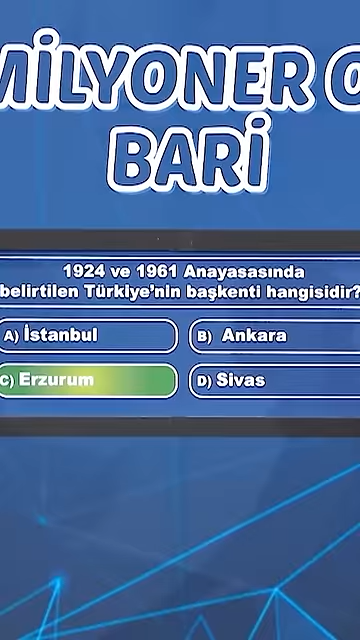 MİLYONER O
BARİ
1924 ve 1961 Anayasasında
belirtilen Türkiye'nin başkenti hangisidir?
A) İstanbul
B) Ankara
C) Erzurum
D) Sivas